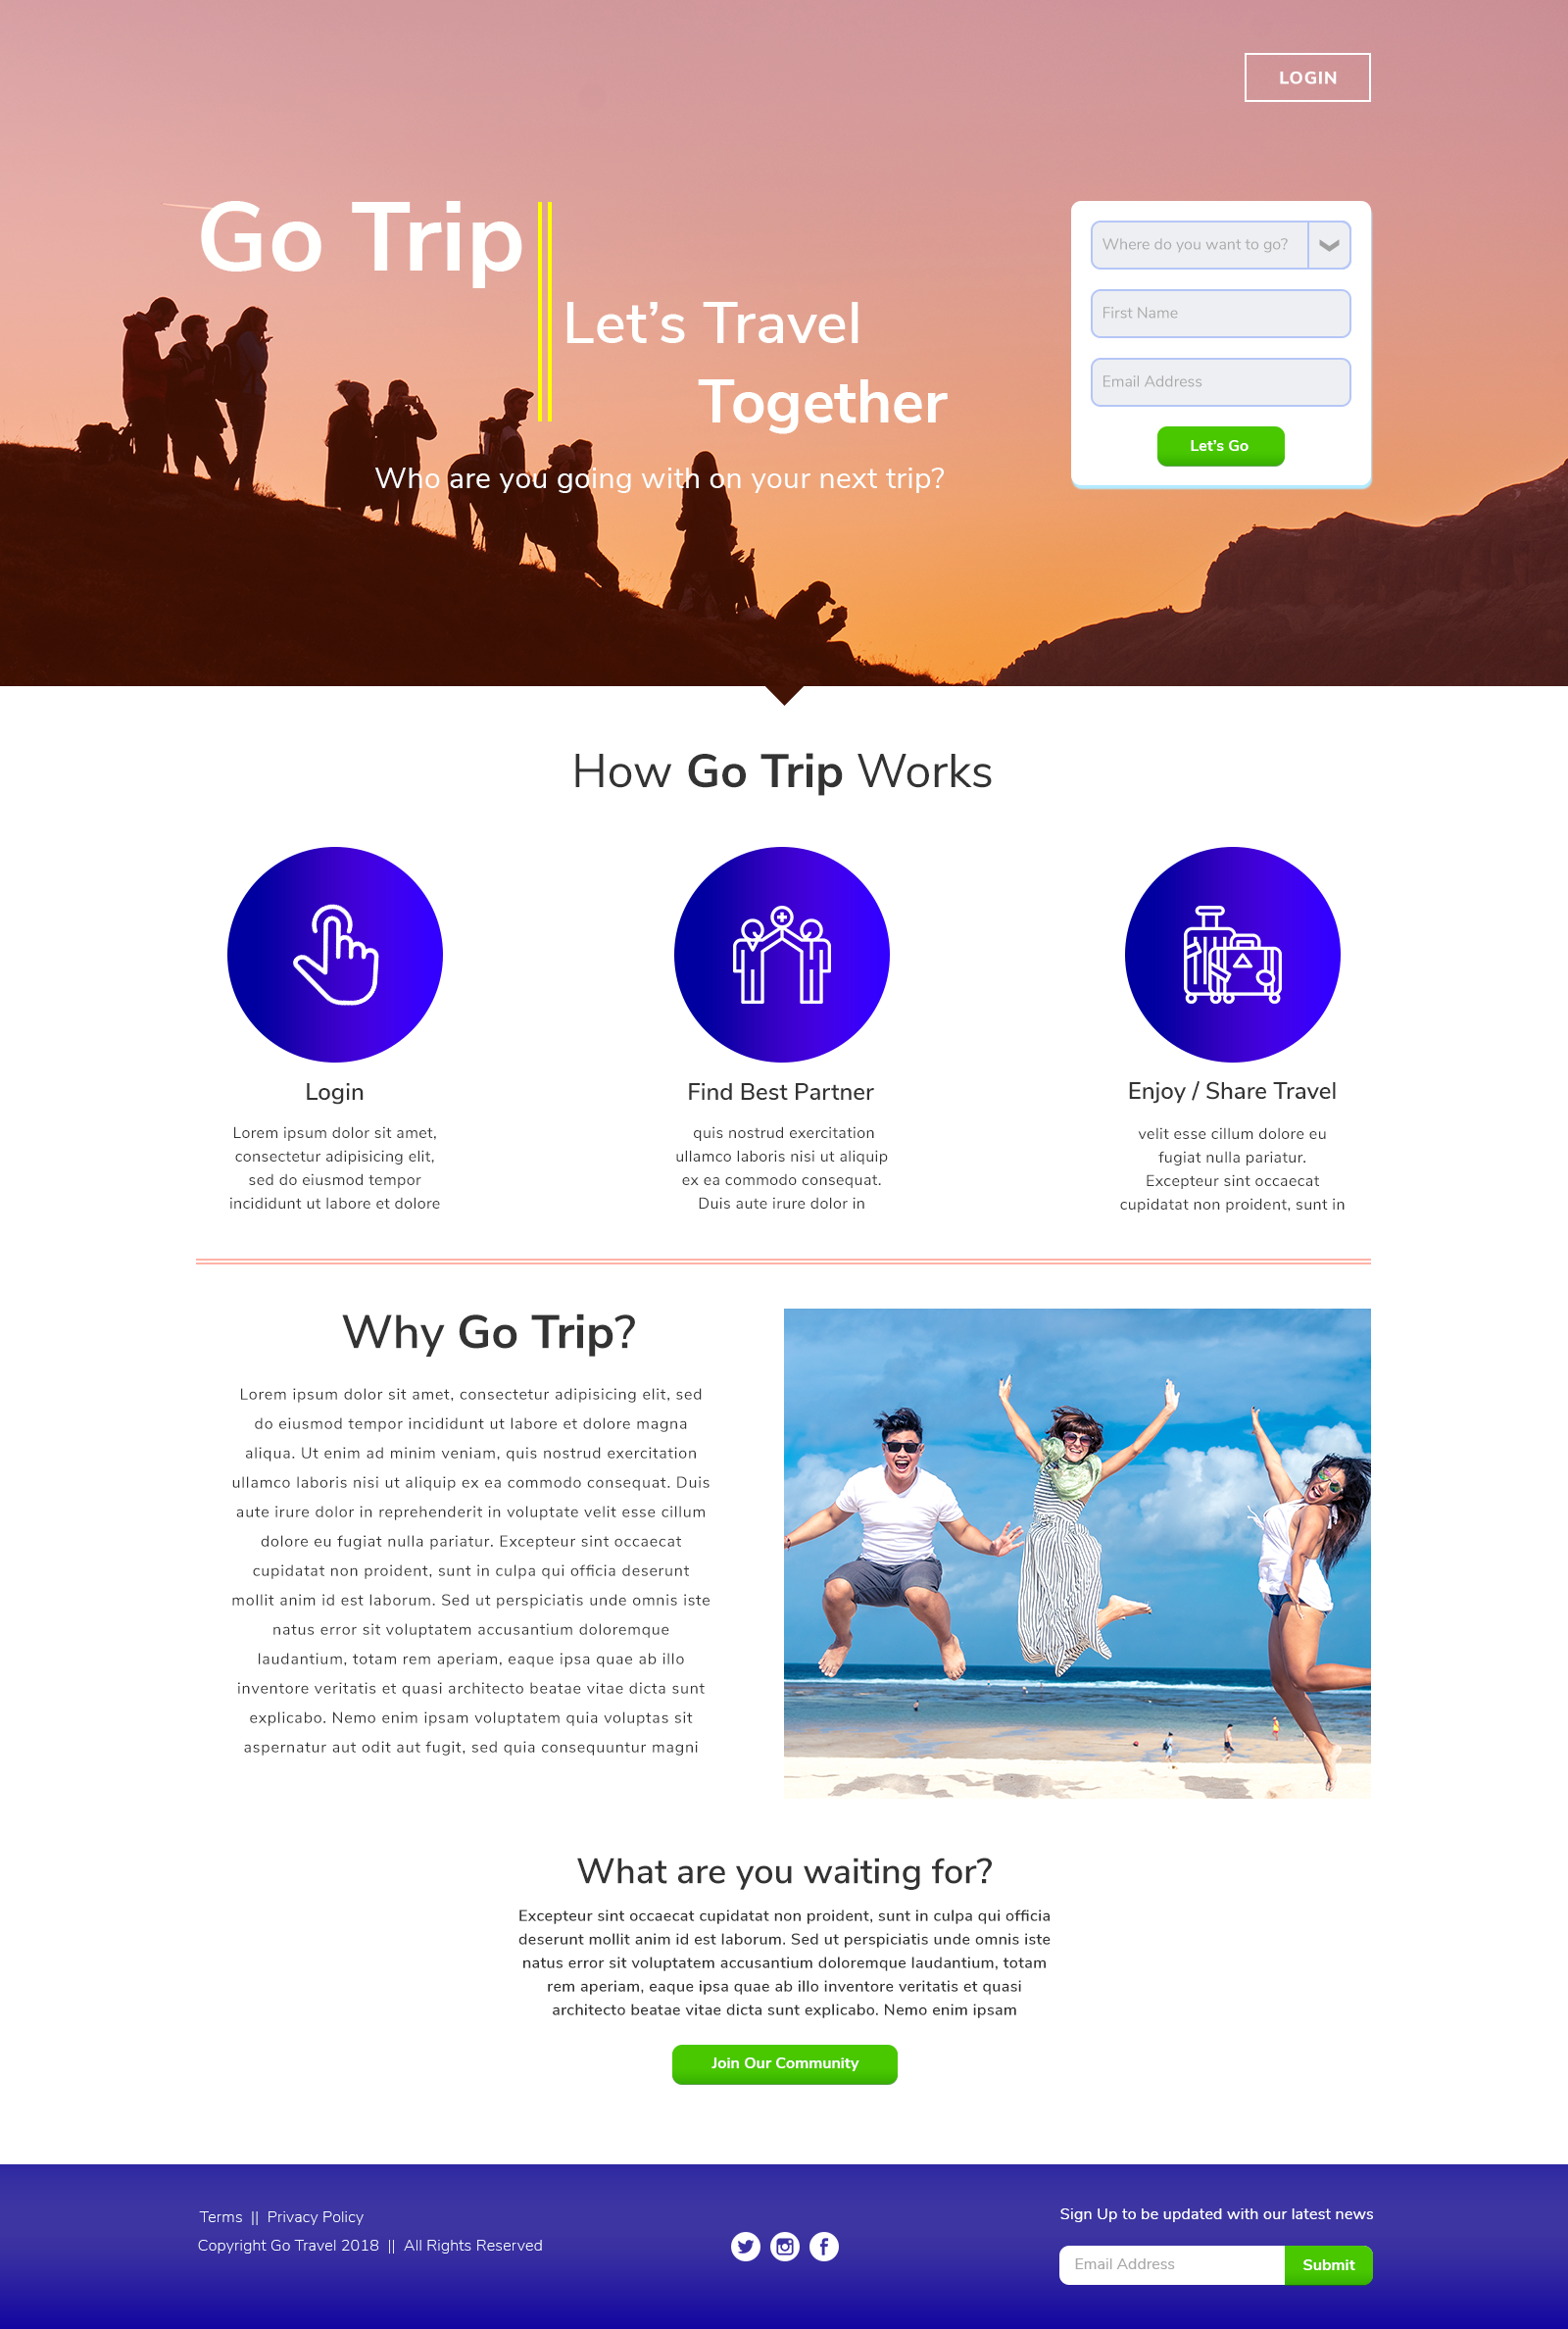 LOGIN
Go Trip
Let’s Travel
Together
Who are you going with on your next trip?
Where do you want to go?
First Name
Email Address
Let’s Go
How Go Trip Works
Login
Lorem ipsum dolor sit amet,
consectetur adipisicing elit,
sed do eiusmod tempor
incididunt ut labore et dolore
Find Best Partner
quis nostrud exercitation
ullamco laboris nisi ut aliquip
ex ea commodo consequat.
Duis aute irure dolor in
Enjoy / Share Travel
velit esse cillum dolore eu
fugiat nulla pariatur.
Excepteur sint occaecat
cupidatat non proident, sunt in
Why Go Trip?
Lorem ipsum dolor sit amet, consectetur adipisicing elit, sed
do eiusmod tempor incididunt ut labore et dolore magna
aliqua. Ut enim ad minim veniam, quis nostrud exercitation
ullamco laboris nisi ut aliquip ex ea commodo consequat. Duis
aute irure dolor in reprehenderit in voluptate velit esse cillum
dolore eu fugiat nulla pariatur. Excepteur sint occaecat
cupidatat non proident, sunt in culpa qui officia deserunt
mollit anim id est laborum. Sed ut perspiciatis unde omnis iste
natus error sit voluptatem accusantium doloremque
laudantium, totam rem aperiam, eaque ipsa quae ab illo
inventore veritatis et quasi architecto beatae vitae dicta sunt
explicabo. Nemo enim ipsam voluptatem quia voluptas sit
aspernatur aut odit aut fugit, sed quia consequuntur magni
What are you waiting for?
Excepteur sint occaecat cupidatat non proident, sunt in culpa qui officia
deserunt mollit anim id est laborum. Sed ut perspiciatis unde omnis iste
natus error sit voluptatem accusantium doloremque laudantium, totam
rem aperiam, eaque ipsa quae ab illo inventore veritatis et quasi
architecto beatae vitae dicta sunt explicabo. Nemo enim ipsam
Join Our Community
Terms || Privacy Policy
Copyright Go Travel 2018 || All Rights Reserved
Sign Up to be updated with our latest news
Email Address
Submit